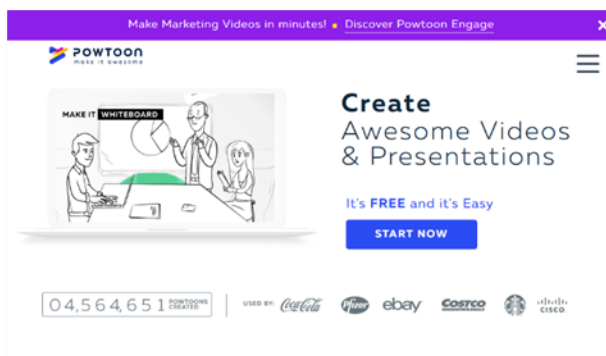 Make Marketing Videos in minutes! Discover Powtoon Engage
POWTOON
make it awesome
MAKE IT WHITEBOARD
Create
Awesome Videos
& Presentations
It's FREE and it's Easy
START NOW
04,564,651 POWTOONS CREATED
USED BY: Coca-Cola Pfizer ebay COSTCO CISCO